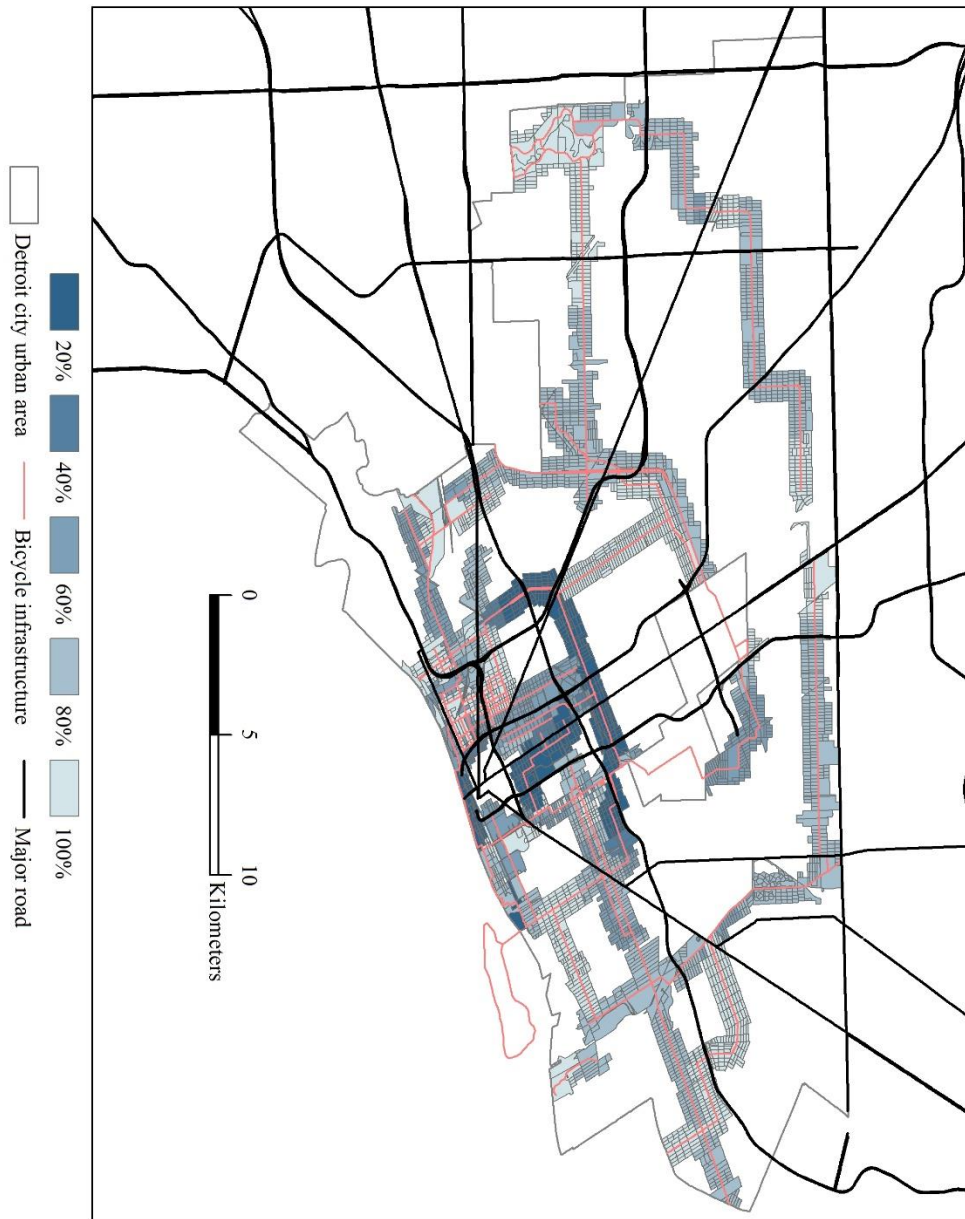 0 5 10
Kilometers
20% 40% 60% 80% 100%
Detroit city urban area Bicycle infrastructure Major road